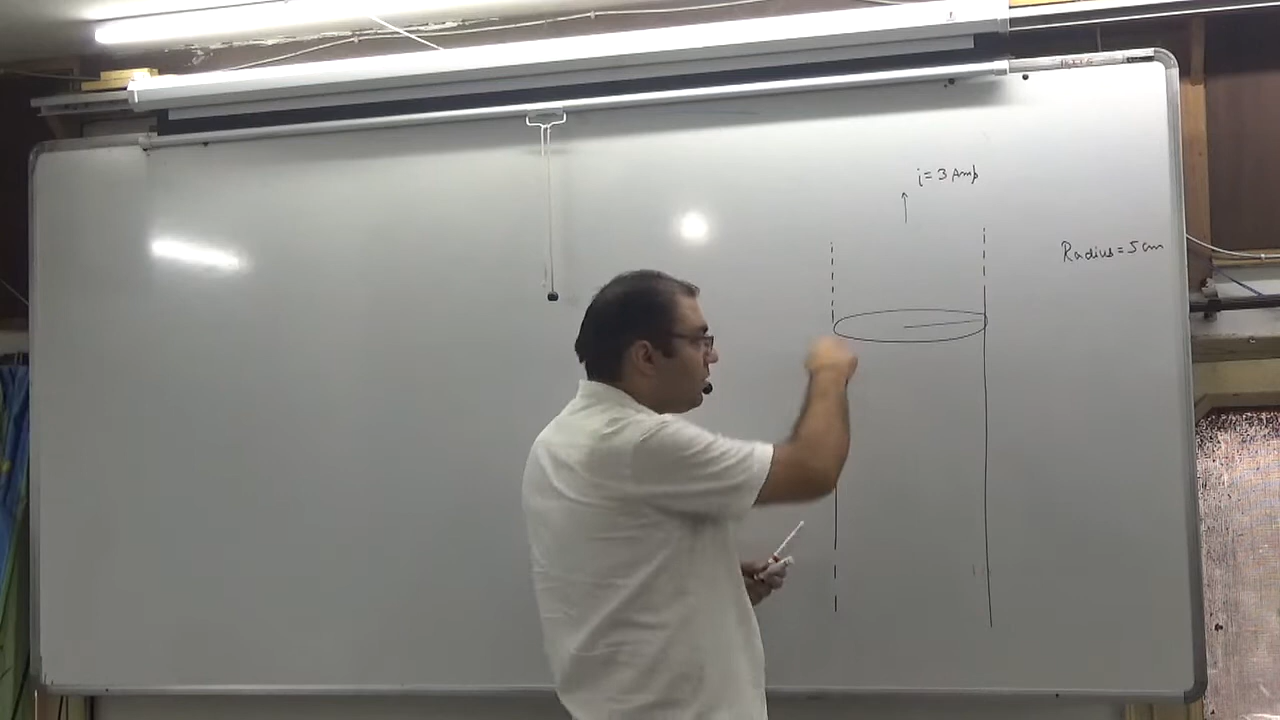 i = 3 Amp
Radius = 5 cm